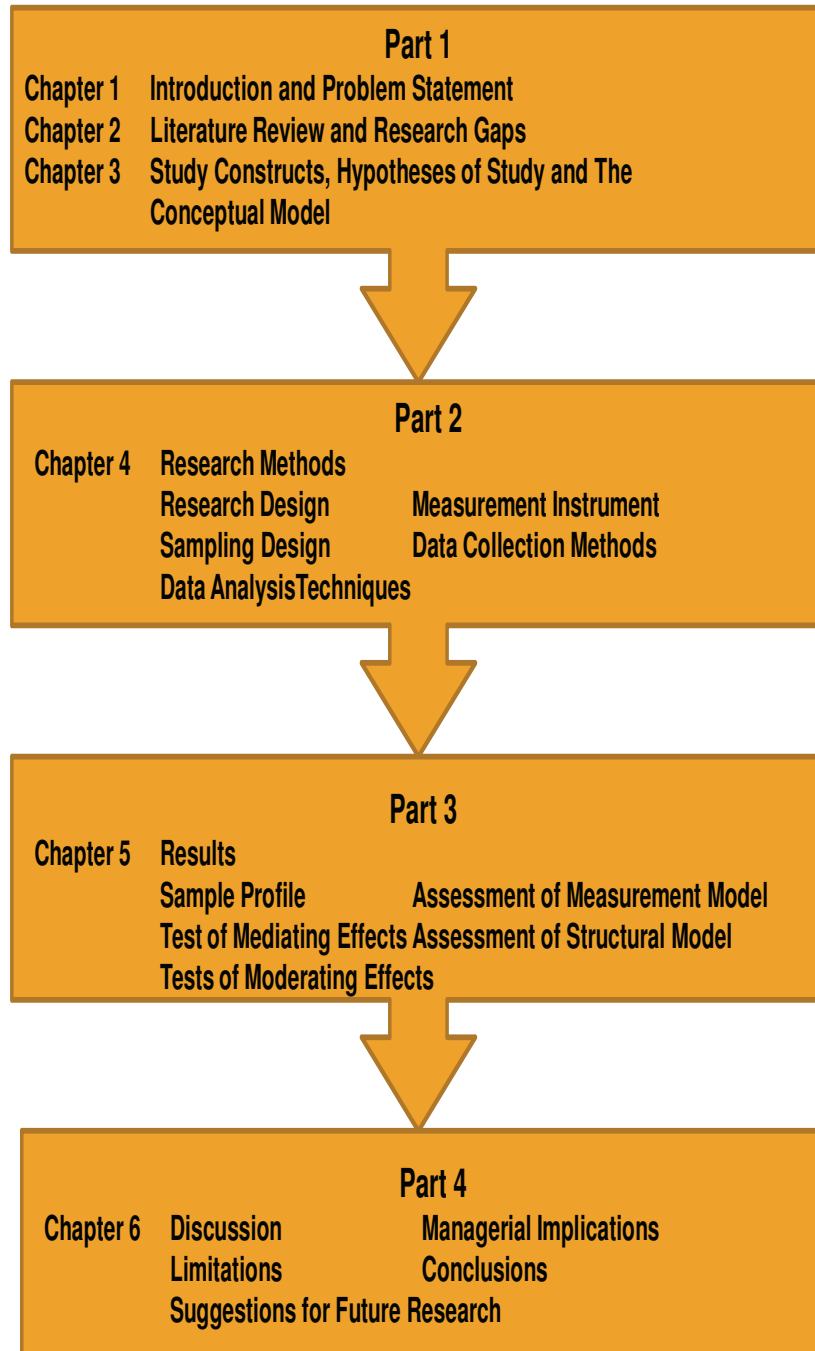 Part 1
Chapter 1 Introduction and Problem Statement
Chapter 2 Literature Review and Research Gaps
Chapter 3 Study Constructs, Hypotheses of Study and The
Conceptual Model
Part 2
Chapter 4 Research Methods
Research Design Measurement Instrument
Sampling Design Data Collection Methods
Data AnalysisTechniques
Part 3
Chapter 5 Results
Sample Profile Assessment of Measurement Model
Test of Mediating Effects Assessment of Structural Model
Tests of Moderating Effects
Part 4
Chapter 6 Discussion Managerial Implications
Limitations Conclusions
Suggestions for Future Research